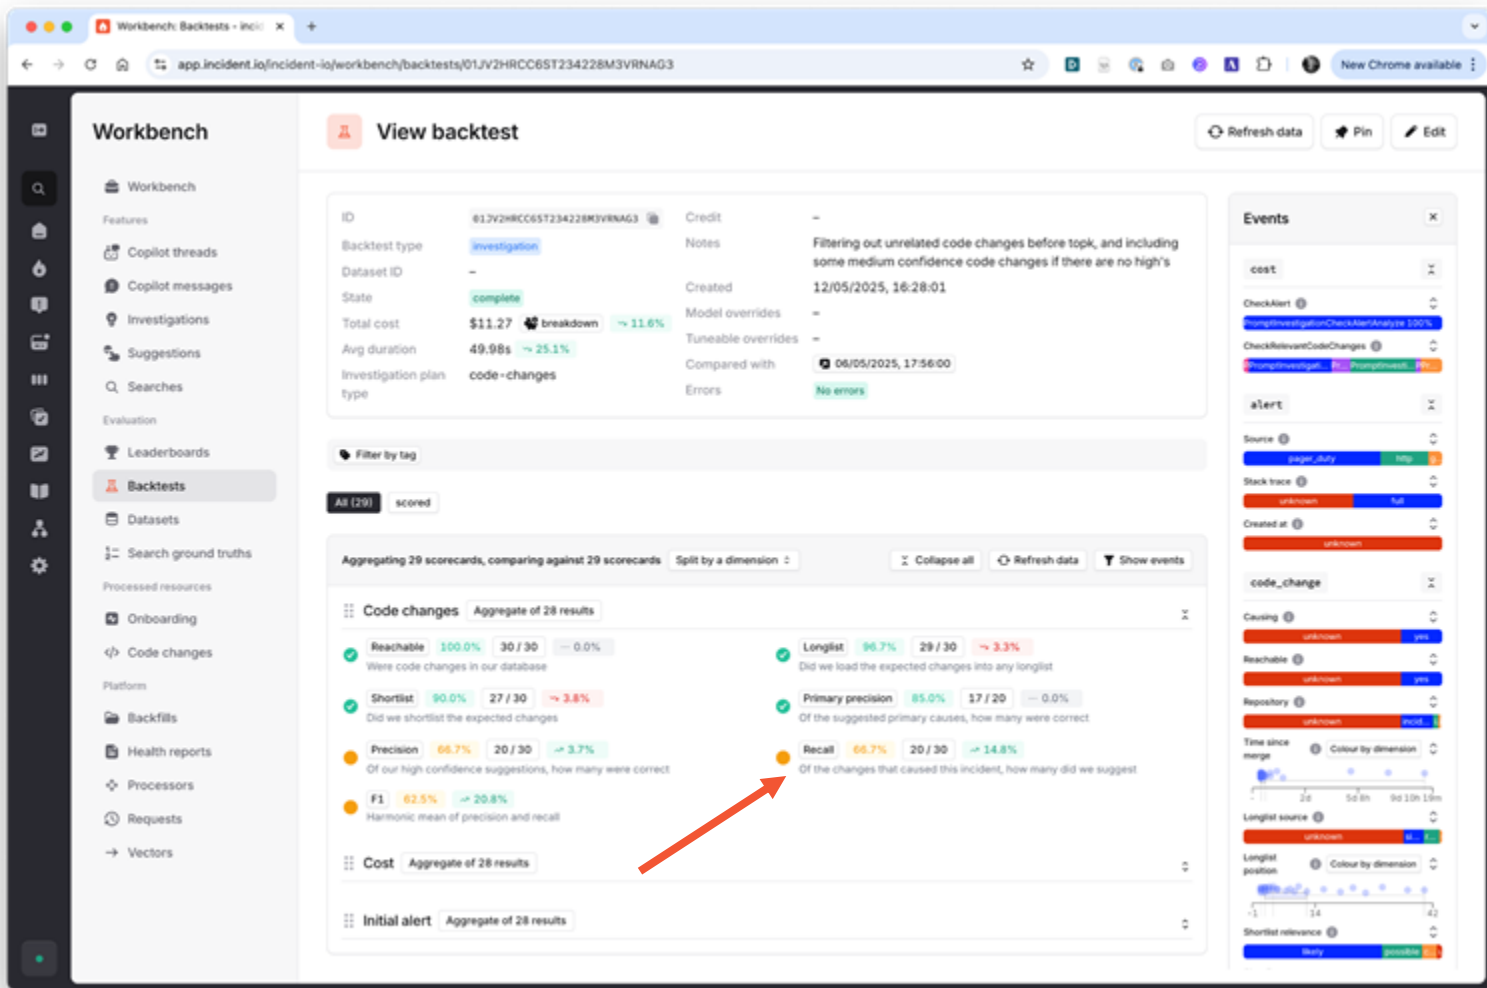 Workbench: Backtests - inci
app.incident.io/incident-io/workbench/backtests/01JV2HRCC6ST234228M3VRNAG3
New Chrome available
Workbench
Workbench
Features
Copilot threads
Copilot messages
Investigations
Suggestions
Searches
Evaluation
Leaderboards
Backtests
Datasets
Search ground truths
Processed resources
Onboarding
Code changes
Platform
Backfills
Health reports
Processors
Requests
Vectors
View backtest
Refresh data
Pin
Edit
ID 01JV2HRCC6ST234228M3VRNAG3
Backtest type investigation
Dataset ID –
State complete
Total cost $11.27 breakdown 11.6%
Avg duration 49.98s 25.1%
Investigation plan type code-changes
Credit –
Notes Filtering out unrelated code changes before topk, and including
some medium confidence code changes if there are no high's
Created 12/05/2025, 16:28:01
Model overrides –
Tuneable overrides –
Compared with 06/05/2025, 17:56:00
Errors No errors
Filter by tag
All (29) scored
Aggregating 29 scorecards, comparing against 29 scorecards Split by a dimension Collapse all Refresh data Show events
Code changes Aggregate of 28 results
Reachable 100.0% 30 / 30 0.0%
Were code changes in our database
Longlist 96.7% 29 / 30 3.3%
Did we load the expected changes into any longlist
Shortlist 90.0% 27 / 30 3.8%
Did we shortlist the expected changes
Primary precision 85.0% 17 / 20 0.0%
Of the suggested primary causes, how many were correct
Precision 66.7% 20 / 30 3.7%
Of our high confidence suggestions, how many were correct
Recall 66.7% 20 / 30 14.8%
Of the changes that caused this incident, how many did we suggest
F1 62.5% 20.8%
Harmonic mean of precision and recall
Cost Aggregate of 28 results
Initial alert Aggregate of 28 results
Events
cost
CheckAlert
PromptInvestigationCheckAlertAnalyze 100%
CheckRelevantCodeChanges
PromptInvestigati... Pr... PromptInvesti...
alert
Source
pager_duty http
Stack trace
unknown full
Created at
unknown
code_change
Causing
unknown yes
Reachable
unknown yes
Repository
unknown incid...
Time since
merge
Colour by dimension
- 2d 5d 8h 9d 10h 19m
Longlist source
unknown
Longlist
position
Colour by dimension
-1 14 42
Shortlist relevance
likely possible